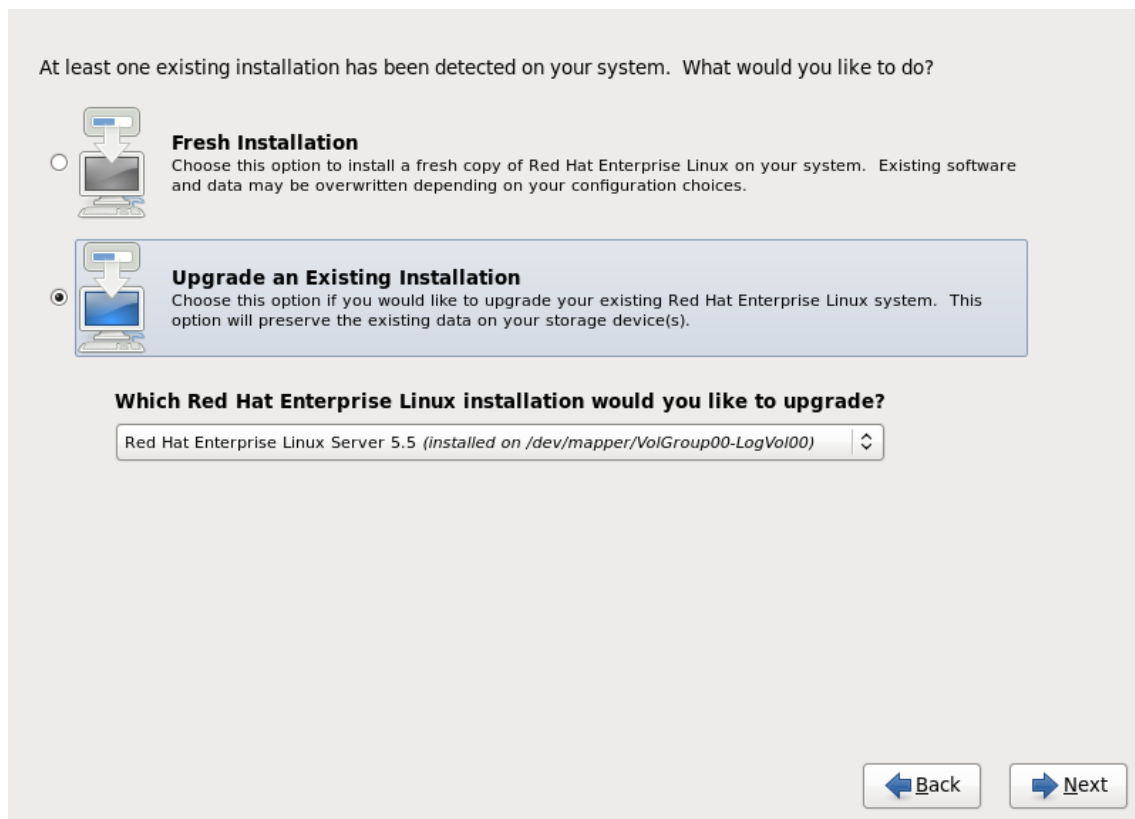 At least one existing installation has been detected on your system.  What would you like to do?
Fresh Installation
Choose this option to install a fresh copy of Red Hat Enterprise Linux on your system.  Existing software
and data may be overwritten depending on your configuration choices.
Upgrade an Existing Installation
Choose this option if you would like to upgrade your existing Red Hat Enterprise Linux system.  This
option will preserve the existing data on your storage device(s).
Which Red Hat Enterprise Linux installation would you like to upgrade?
Red Hat Enterprise Linux Server 5.5 (installed on /dev/mapper/VolGroup00-LogVol00)
Back
Next